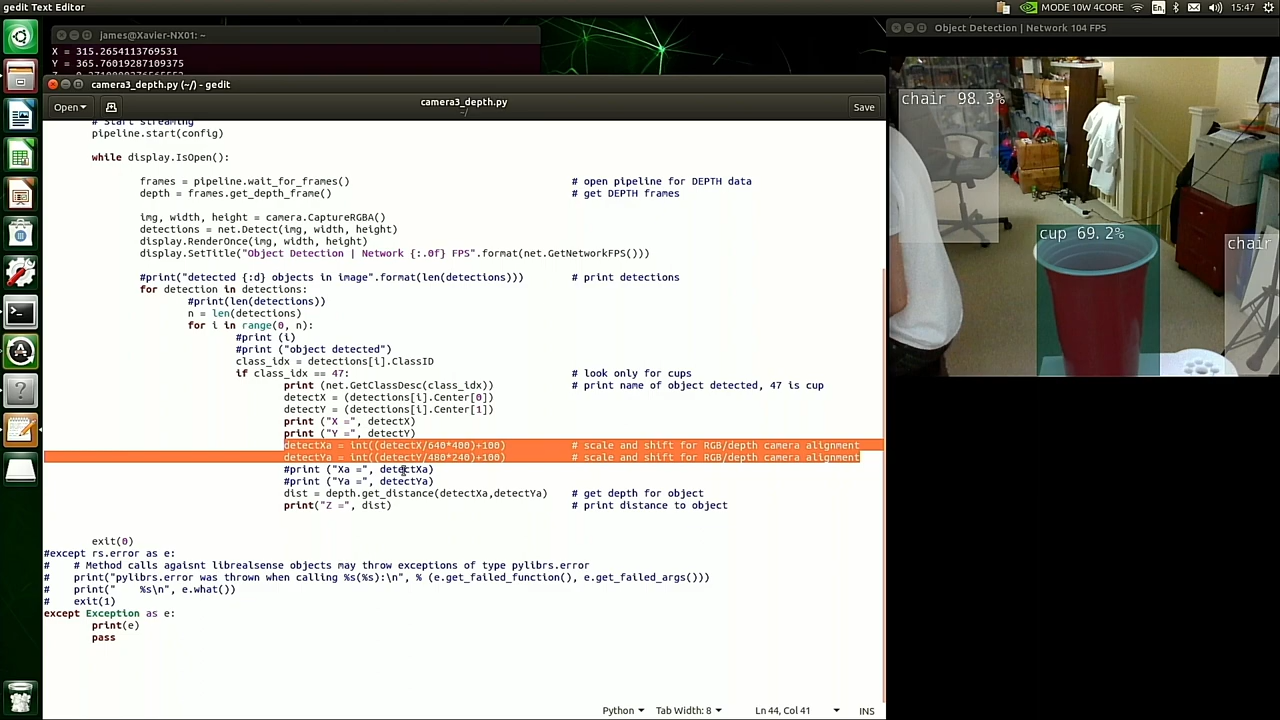 gedit Text Editor
MODE 10W 4CORE
En
15:47
james@Xavier-NX01: ~
X = 315.2654113769531
Y = 365.76019287109375
camera3_depth.py (~/) - gedit
Open
camera3_depth.py
~/
Save
# Start streaming
pipeline.start(config)
while display.IsOpen():
frames = pipeline.wait_for_frames() # open pipeline for DEPTH data
depth = frames.get_depth_frame() # get DEPTH frames
img, width, height = camera.CaptureRGBA()
detections = net.Detect(img, width, height)
display.RenderOnce(img, width, height)
display.SetTitle("Object Detection | Network {:.0f} FPS".format(net.GetNetworkFPS()))
#print("detected {:d} objects in image".format(len(detections))) # print detections
for detection in detections:
#print(len(detections))
n = len(detections)
for i in range(0, n):
#print (i)
#print ("object detected")
class_idx = detections[i].ClassID
if class_idx == 47: # look only for cups
print (net.GetClassDesc(class_idx)) # print name of object detected, 47 is cup
detectX = (detections[i].Center[0])
detectY = (detections[i].Center[1])
print ("X =", detectX)
print ("Y =", detectY)
detectXa = int((detectX/640*400)+100) # scale and shift for RGB/depth camera alignment
detectYa = int((detectY/480*240)+100) # scale and shift for RGB/depth camera alignment
#print ("Xa =", detectXa)
#print ("Ya =", detectYa)
dist = depth.get_distance(detectXa,detectYa) # get depth for object
print("Z =", dist) # print distance to object
exit(0)
#except rs.error as e:
# # Method calls agaisnt librealsense objects may throw exceptions of type pylibrs.error
# print("pylibrs.error was thrown when calling %s(%s):\n", % (e.get_failed_function(), e.get_failed_args()))
# print(" %s\n", e.what())
# exit(1)
except Exception as e:
print(e)
pass
Python
Tab Width: 8
Ln 44, Col 41
INS
Object Detection | Network 104 FPS
chair 98.3%
cup 69.2%
chair